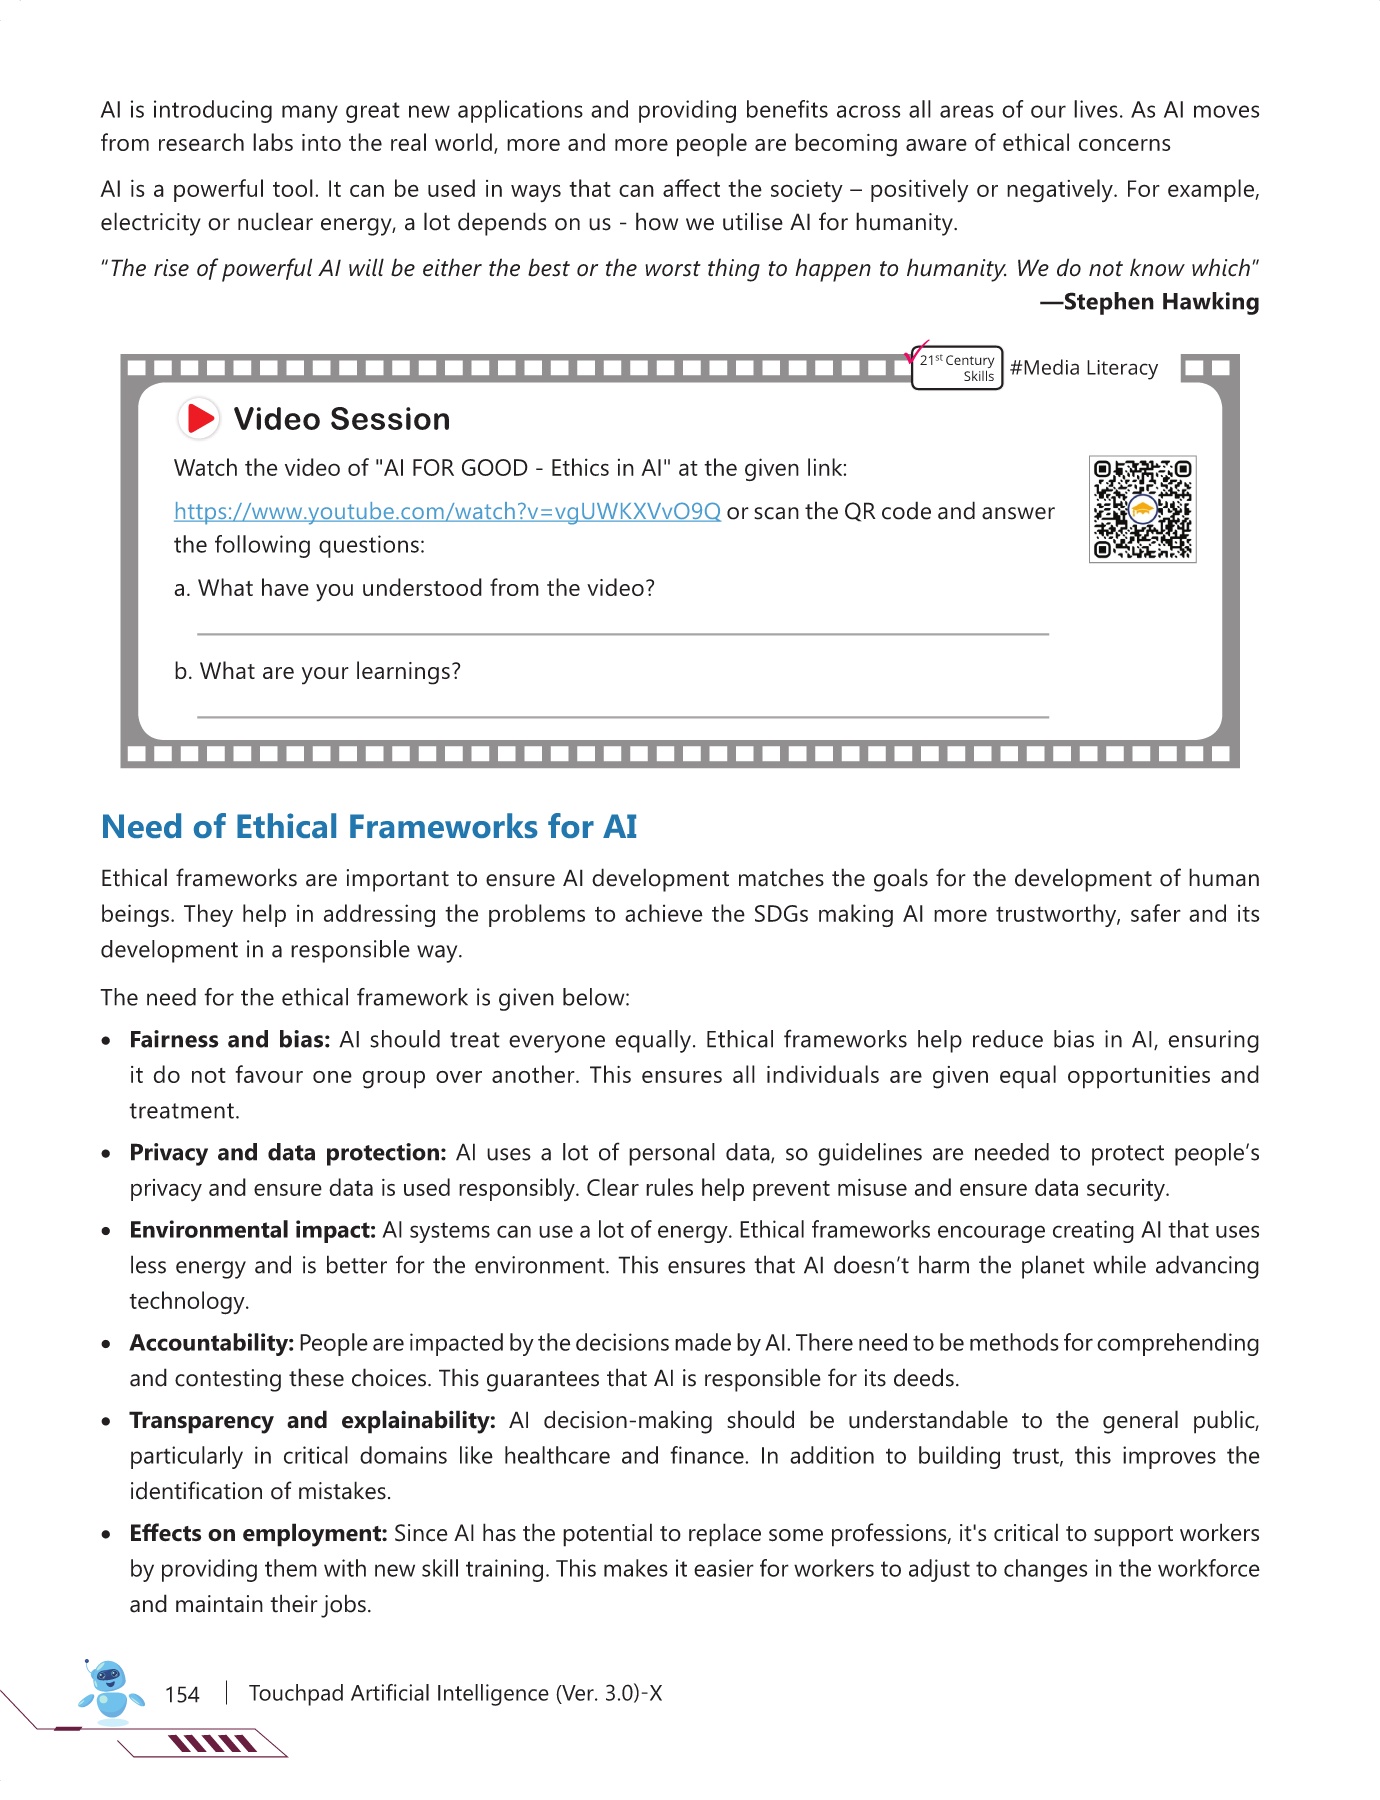 AI is introducing many great new applications and providing benefits across all areas of our lives. As AI moves
from research labs into the real world, more and more people are becoming aware of ethical concerns
AI is a powerful tool. It can be used in ways that can affect the society – positively or negatively. For example,
electricity or nuclear energy, a lot depends on us - how we utilise AI for humanity.
"The rise of powerful AI will be either the best or the worst thing to happen to humanity. We do not know which"
—Stephen Hawking
21st Century
Skills
#Media Literacy
Video Session
Watch the video of "AI FOR GOOD - Ethics in AI" at the given link:
https://www.youtube.com/watch?v=vgUWKXVvO9Q or scan the QR code and answer
the following questions:
a. What have you understood from the video?
b. What are your learnings?
Need of Ethical Frameworks for AI
Ethical frameworks are important to ensure AI development matches the goals for the development of human
beings. They help in addressing the problems to achieve the SDGs making AI more trustworthy, safer and its
development in a responsible way.
The need for the ethical framework is given below:
• Fairness and bias: AI should treat everyone equally. Ethical frameworks help reduce bias in AI, ensuring
it do not favour one group over another. This ensures all individuals are given equal opportunities and
treatment.
• Privacy and data protection: AI uses a lot of personal data, so guidelines are needed to protect people's
privacy and ensure data is used responsibly. Clear rules help prevent misuse and ensure data security.
• Environmental impact: AI systems can use a lot of energy. Ethical frameworks encourage creating AI that uses
less energy and is better for the environment. This ensures that AI doesn't harm the planet while advancing
technology.
• Accountability: People are impacted by the decisions made by AI. There need to be methods for comprehending
and contesting these choices. This guarantees that AI is responsible for its deeds.
• Transparency and explainability: AI decision-making should be understandable to the general public,
particularly in critical domains like healthcare and finance. In addition to building trust, this improves the
identification of mistakes.
• Effects on employment: Since AI has the potential to replace some professions, it's critical to support workers
by providing them with new skill training. This makes it easier for workers to adjust to changes in the workforce
and maintain their jobs.
154 | Touchpad Artificial Intelligence (Ver. 3.0)-X